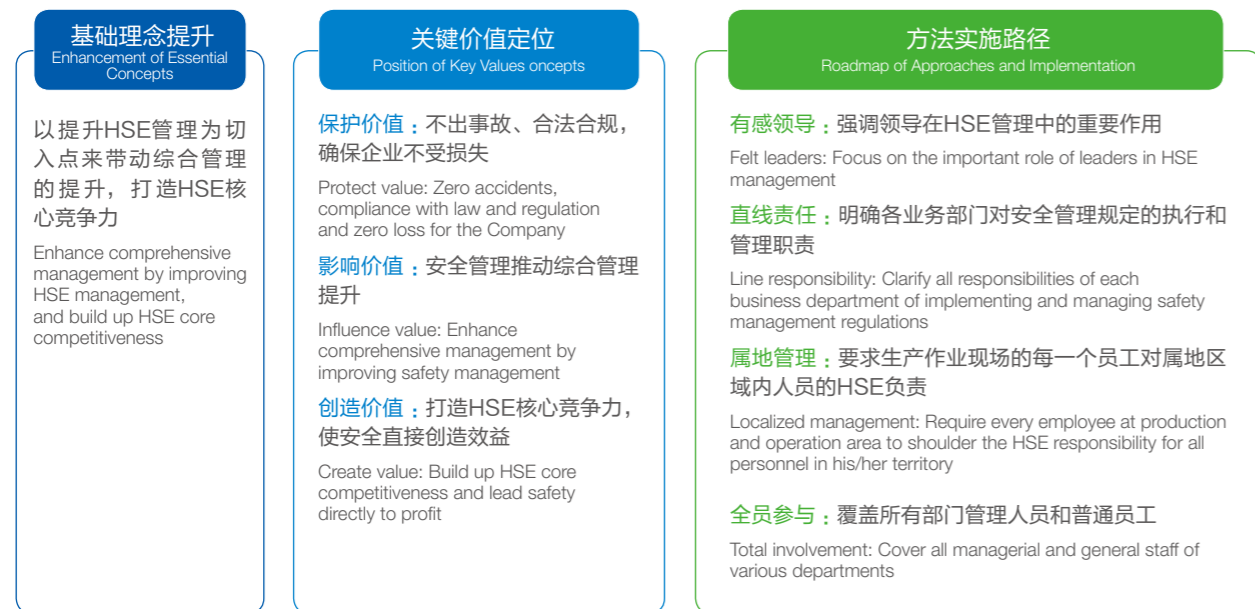 基础理念提升
Enhancement of Essential
Concepts
以提升HSE管理为切
入点来带动综合管理
的提升，打造HSE核
心竞争力
Enhance comprehensive
management by improving
HSE management,
and build up HSE core
competitiveness
关键价值定位
Position of Key Values oncepts
保护价值：不出事故、合法合规，
确保企业不受损失
Protect value: Zero accidents,
compliance with law and regulation
and zero loss for the Company
影响价值：安全管理推动综合管理
提升
Influence value: Enhance
comprehensive management by
improving safety management
创造价值：打造HSE核心竞争力，
使安全直接创造效益
Create value: Build up HSE core
competitiveness and lead safety
directly to profit
方法实施路径
Roadmap of Approaches and Implementation
有感领导：强调领导在HSE管理中的重要作用
Felt leaders: Focus on the important role of leaders in HSE
management
直线责任：明确各业务部门对安全管理规定的执行和
管理职责
Line responsibility: Clarify all responsibilities of each
business department of implementing and managing safety
management regulations
属地管理：要求生产作业现场的每一个员工对属地区
域内人员的HSE负责
Localized management: Require every employee at production
and operation area to shoulder the HSE responsibility for all
personnel in his/her territory
全员参与：覆盖所有部门管理人员和普通员工
Total involvement: Cover all managerial and general staff of
various departments